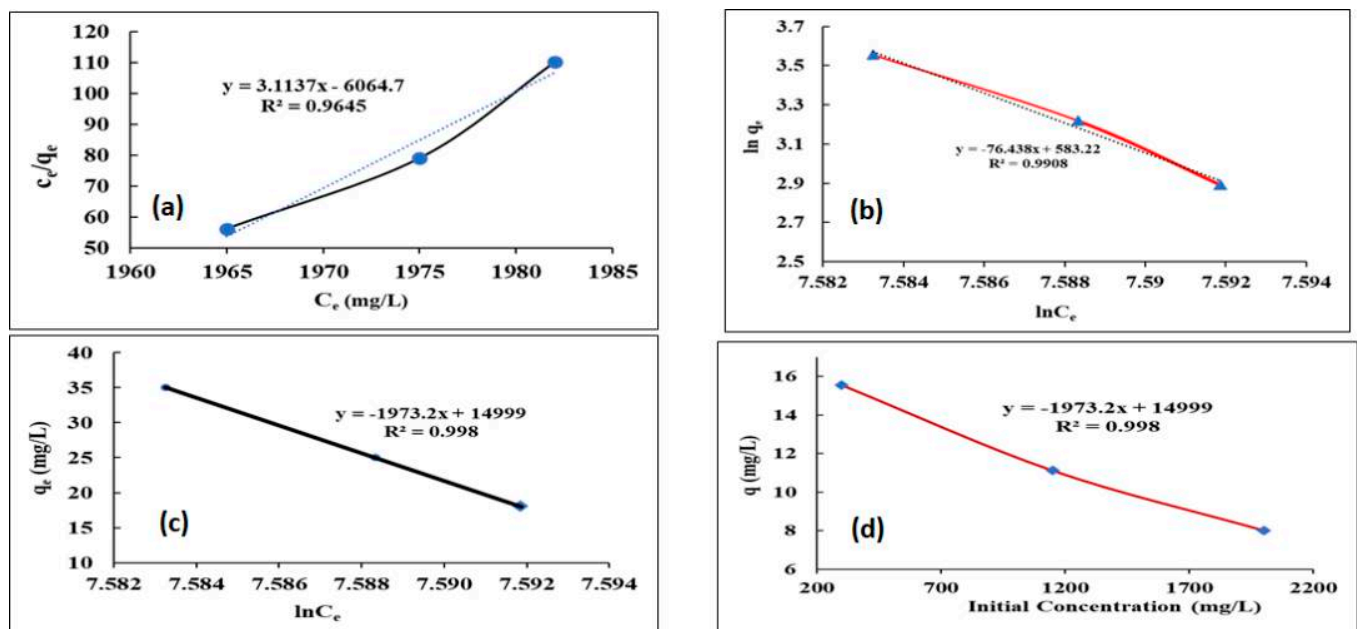 120
110
100
90
80
70
60
50
cₑ/qₑ
y = 3.1137x - 6064.7
R² = 0.9645
(a)
1960 1965 1970 1975 1980 1985
Cₑ (mg/L)
3.7
3.5
3.3
3.1
2.9
2.7
2.5
ln qₑ
y = -76.438x + 583.22
R² = 0.9908
(b)
7.582 7.584 7.586 7.588 7.59 7.592 7.594
lnCₑ
40
35
30
25
20
15
10
qₑ (mg/L)
y = -1973.2x + 14999
R² = 0.998
(c)
7.582 7.584 7.586 7.588 7.590 7.592 7.594
lnCₑ
16
14
12
10
8
6
q (mg/L)
y = -1973.2x + 14999
R² = 0.998
(d)
200 700 1200 1700 2200
Initial Concentration (mg/L)